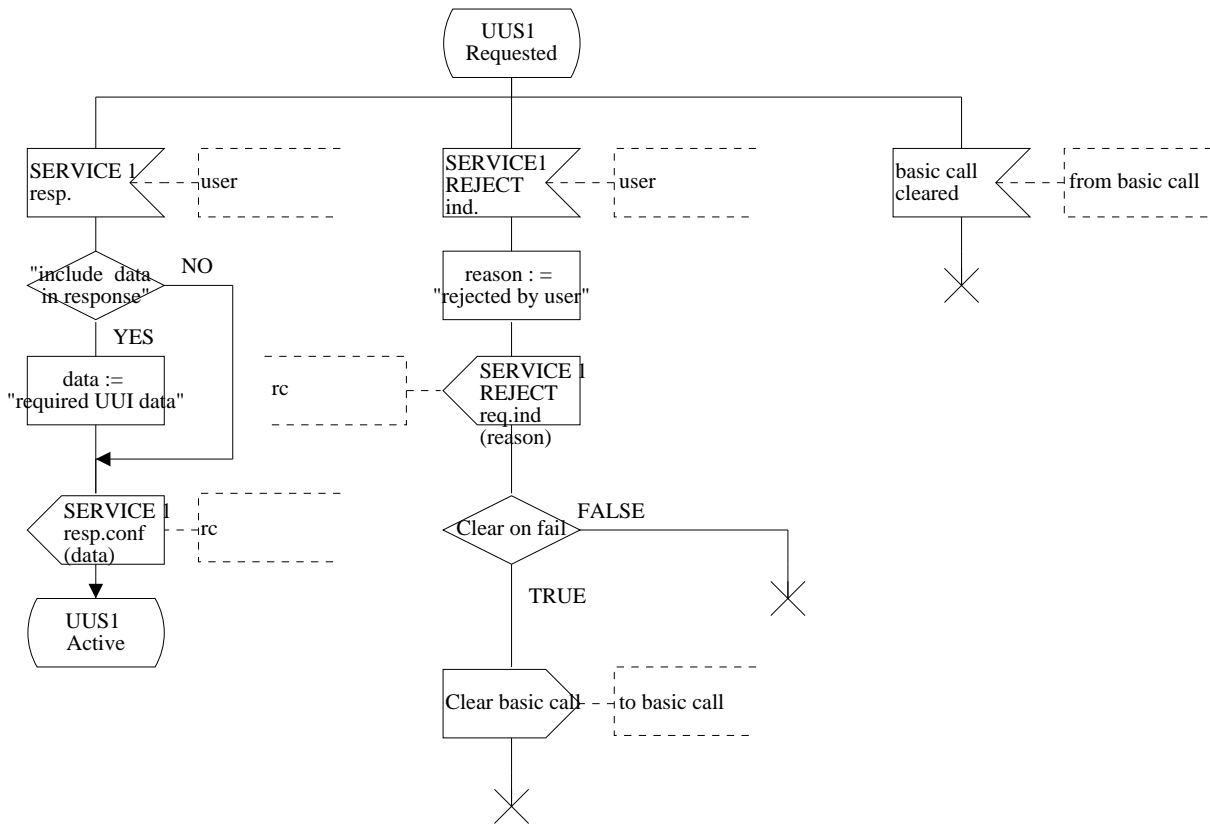 UUS1
Requested
SERVICE 1
resp.
user
SERVICE1
REJECT
ind.
user
basic call
cleared
from basic call
"include data
in response"
NO
YES
reason : =
"rejected by user"
data :=
"required UUI data"
rc
SERVICE 1
REJECT
req.ind
(reason)
SERVICE 1
resp.conf
(data)
rc
Clear on fail
FALSE
TRUE
UUS1
Active
Clear basic call
to basic call